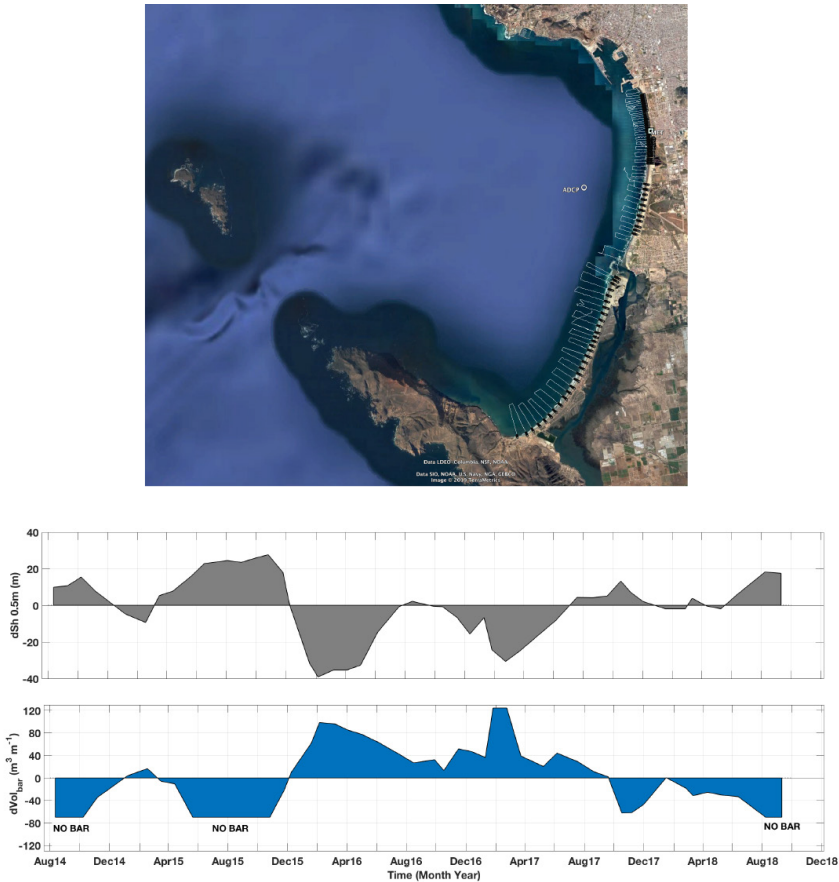 ADCP
Data LDEO-Columbia, NSF, NOAA
Data SIO, NOAA, U.S. Navy, NGA, GEBCO
Image © 2019 TerraMetrics
40
20
0
-20
-40
dSh 0.5m (m)
120
80
40
0
-40
-80
-120
dVol_bar (m³ m⁻¹)
NO BAR NO BAR NO BAR
Aug14 Dec14 Apr15 Aug15 Dec15 Apr16 Aug16 Dec16 Apr17 Aug17 Dec17 Apr18 Aug18 Dec18
Time (Month Year)